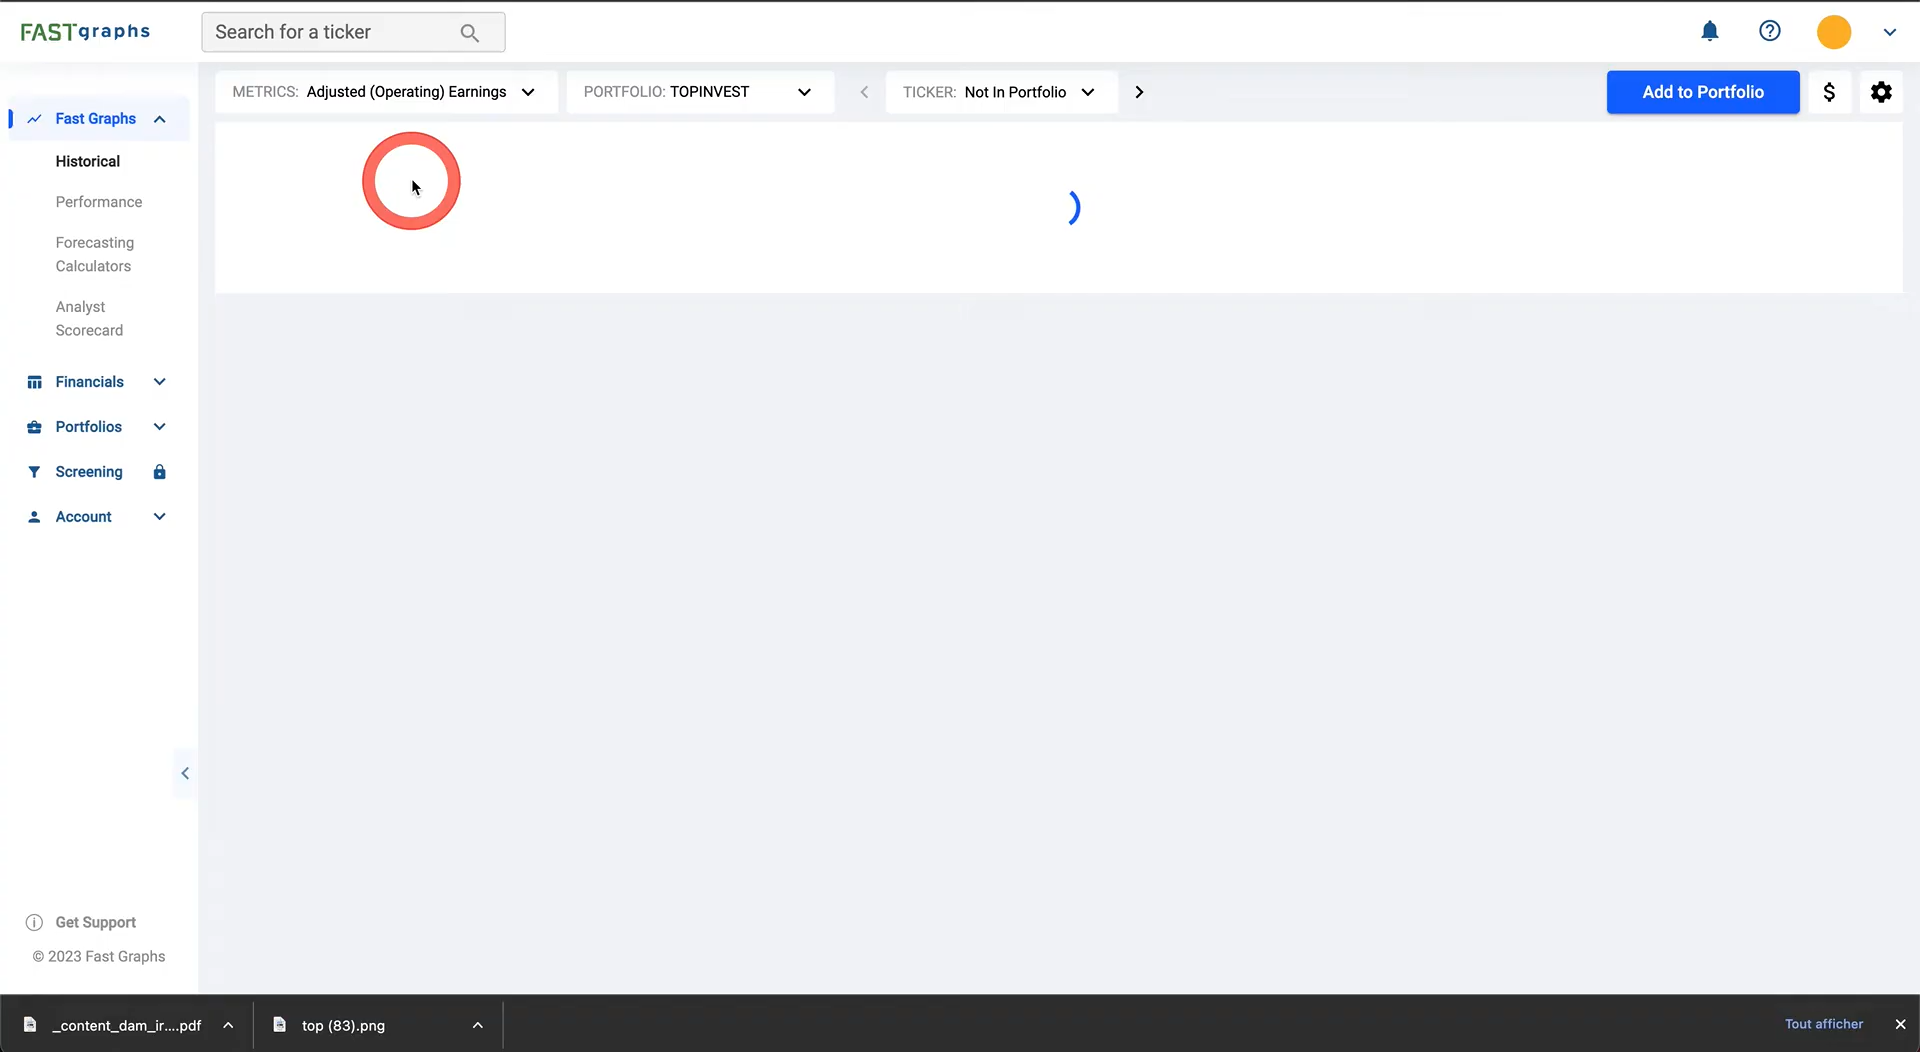 FAST graphs
Search for a ticker
METRICS: Adjusted (Operating) Earnings
PORTFOLIO: TOPINVEST
TICKER: Not In Portfolio
Add to Portfolio
$
Fast Graphs
Historical
Performance
Forecasting
Calculators
Analyst
Scorecard
Financials
Portfolios
Screening
Account
Get Support
© 2023 Fast Graphs
_content_dam_ir....pdf
top (83).png
Tout afficher